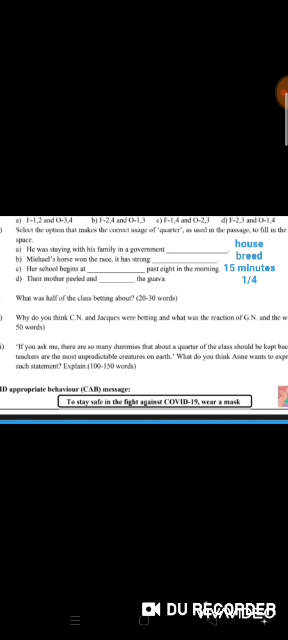 a) F-1,2 and O-3,4 b) F-2,4 and O-1,3 c) F-1,4 and O-2,3 d) F-2,3 and O-1,4
) Select the option that makes the correct usage of 'quarter', as used in the passage, to fill in the
space.
a) He was staying with his family in a government ____________. house
b) Michael's horse won the race, it has strong ____________. breed
c) Her school begins at ____________ past eight in the morning. 15 minutes
d) Their mother peeled and ________ the guava. 1/4
What was half of the class betting about? (20-30 words)
) Why do you think C.N. and Jacques were betting and what was the reaction of G.N. and the w
50 words)
i) 'If you ask me, there are so many dummies that about a quarter of the class should be kept bac
teachers are the most unpredictable creatures on earth.' What do you think Anne wants to expr
such statement? Explain.(100-150 words)
ID appropriate behaviour (CAB) message:
To stay safe in the fight against COVID-19, wear a mask
DU RECORDER
VIVAVIDEO